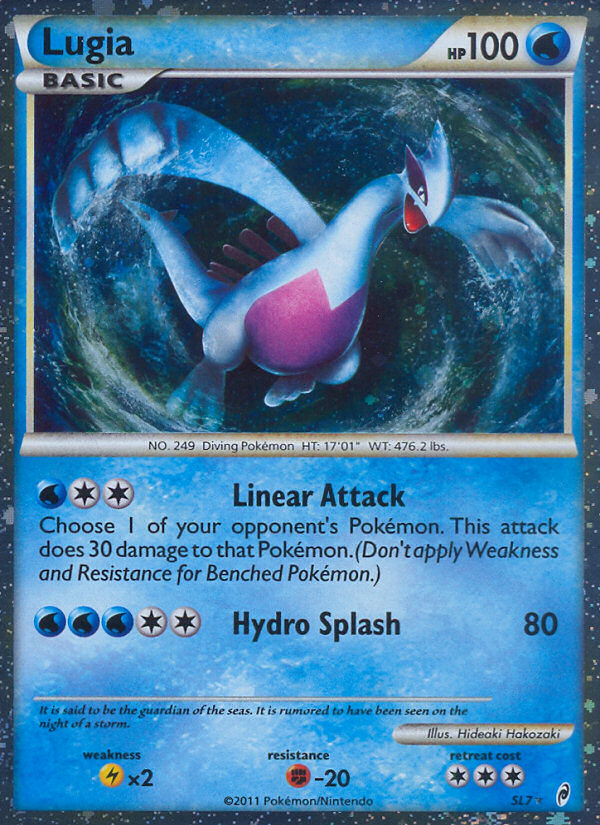 Lugia
HP100
BASIC
NO. 249 Diving Pokémon HT: 17'01" WT: 476.2 lbs.
Linear Attack
Choose 1 of your opponent's Pokémon. This attack
does 30 damage to that Pokémon. (Don't apply Weakness
and Resistance for Benched Pokémon.)
Hydro Splash 80
It is said to be the guardian of the seas. It is rumored to have been seen on the
night of a storm.
Illus. Hideaki Hakozaki
weakness resistance retreat cost
×2 -20
©2011 Pokémon/Nintendo SL7